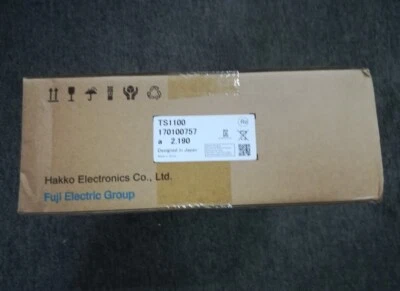 TS1100
170100757
a 2.190
Designed in Japan
Hakko Electronics Co., Ltd.
Fuji Electric Group